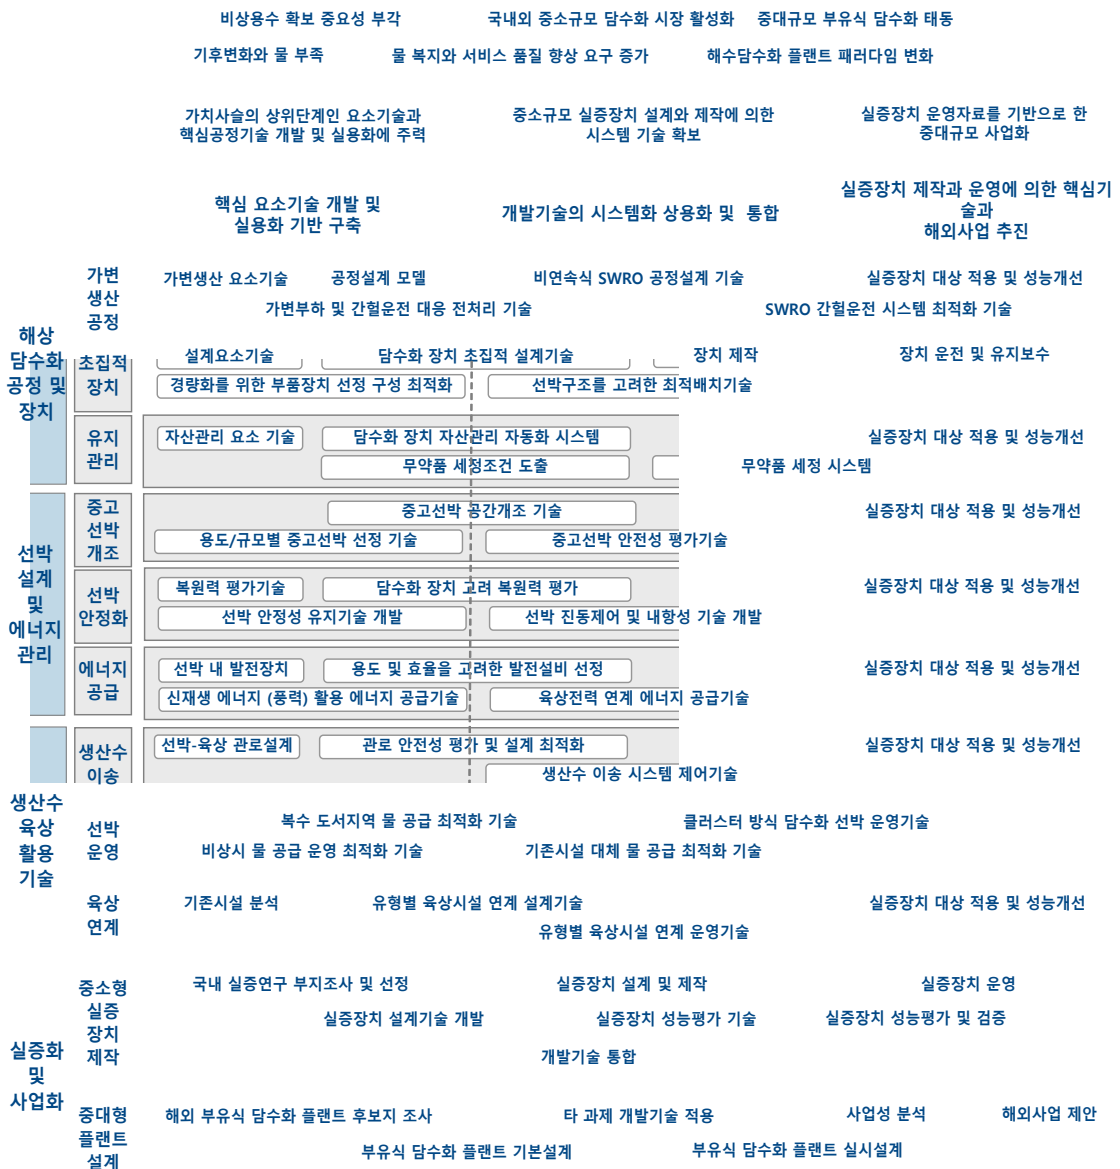 비상용수 확보 중요성 부각
국내외 중소규모 담수화 시장 활성화
중대규모 부유식 담수화 태동
기후변화와 물 부족
물 복지와 서비스 품질 향상 요구 증가
해수담수화 플랜트 패러다임 변화
가치사슬의 상위단계인 요소기술과
핵심공정기술 개발 및 실용화에 주력
중소규모 실증장치 설계와 제작에 의한
시스템 기술 확보
실증장치 운영자료를 기반으로 한
중대규모 사업화
핵심 요소기술 개발 및
실용화 기반 구축
개발기술의 시스템화 상용화 및 통합
실증장치 제작과 운영에 의한 핵심기
술과
해외사업 추진
해상
담수화
공정 및
장치
가변
생산
공정
가변생산 요소기술
공정설계 모델
비연속식 SWRO 공정설계 기술
실증장치 대상 적용 및 성능개선
가변부하 및 간헐운전 대응 전처리 기술
SWRO 간헐운전 시스템 최적화 기술
초집적
장치
설계요소기술
담수화 장치 초집적 설계기술
장치 제작
장치 운전 및 유지보수
경량화를 위한 부품장치 선정 구성 최적화
선박구조를 고려한 최적배치기술
유지
관리
자산관리 요소 기술
담수화 장치 자산관리 자동화 시스템
실증장치 대상 적용 및 성능개선
무약품 세정조건 도출
무약품 세정 시스템
선박
설계
및
에너지
관리
중고
선박
개조
중고선박 공간개조 기술
실증장치 대상 적용 및 성능개선
용도/규모별 중고선박 선정 기술
중고선박 안전성 평가기술
선박
안정화
복원력 평가기술
담수화 장치 고려 복원력 평가
실증장치 대상 적용 및 성능개선
선박 안정성 유지기술 개발
선박 진동제어 및 내항성 기술 개발
에너지
공급
선박 내 발전장치
용도 및 효율을 고려한 발전설비 선정
실증장치 대상 적용 및 성능개선
신재생 에너지 (풍력) 활용 에너지 공급기술
육상전력 연계 에너지 공급기술
생산수
육상
활용
기술
생산수
이송
선박-육상 관로설계
관로 안전성 평가 및 설계 최적화
실증장치 대상 적용 및 성능개선
생산수 이송 시스템 제어기술
선박
운영
복수 도서지역 물 공급 최적화 기술
클러스터 방식 담수화 선박 운영기술
비상시 물 공급 운영 최적화 기술
기존시설 대체 물 공급 최적화 기술
육상
연계
기존시설 분석
유형별 육상시설 연계 설계기술
실증장치 대상 적용 및 성능개선
유형별 육상시설 연계 운영기술
실증화
및
사업화
중소형
실증
장치
제작
국내 실증연구 부지조사 및 선정
실증장치 설계 및 제작
실증장치 운영
실증장치 설계기술 개발
실증장치 성능평가 기술
실증장치 성능평가 및 검증
개발기술 통합
중대형
플랜트
설계
해외 부유식 담수화 플랜트 후보지 조사
타 과제 개발기술 적용
사업성 분석
해외사업 제안
부유식 담수화 플랜트 기본설계
부유식 담수화 플랜트 실시설계